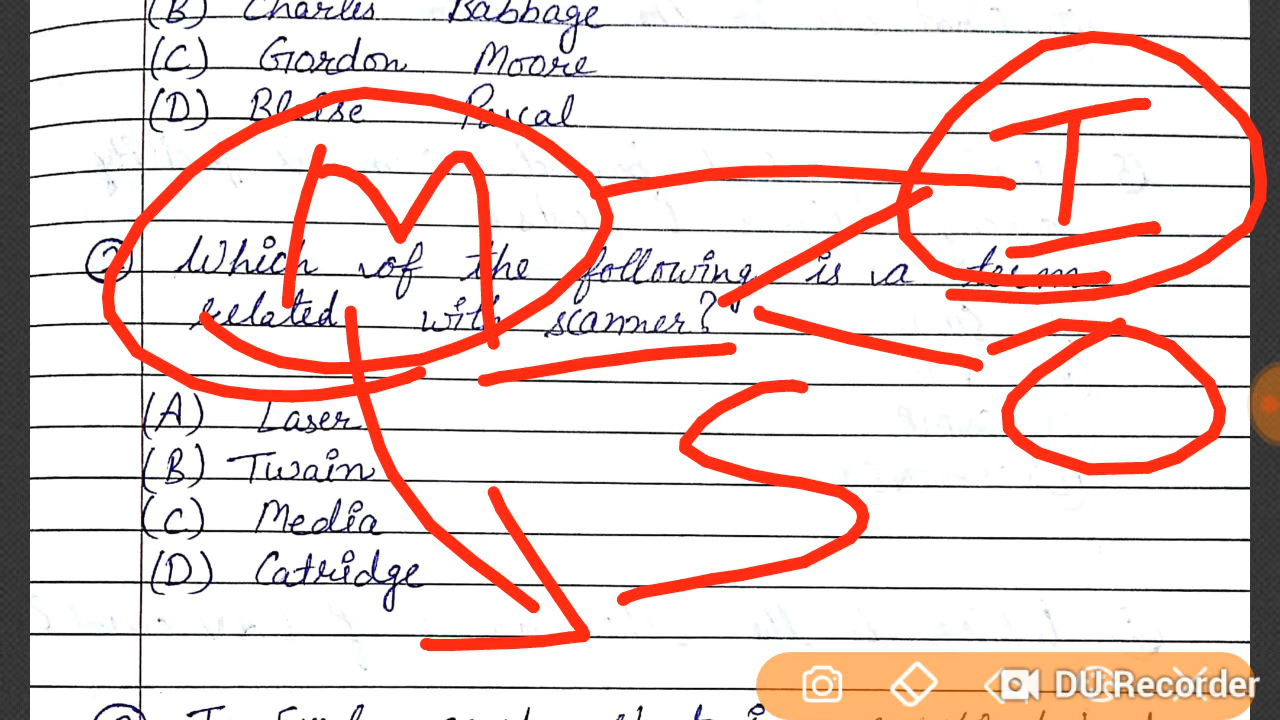 (B) Charles Babbage
(C) Gordon Moore
(D) Blaise Pascal
M
I
② Which of the following is a term
related with scanner?
S
(A) Laser
(B) Twain
(C) Media
(D) Catridge
DU Recorder